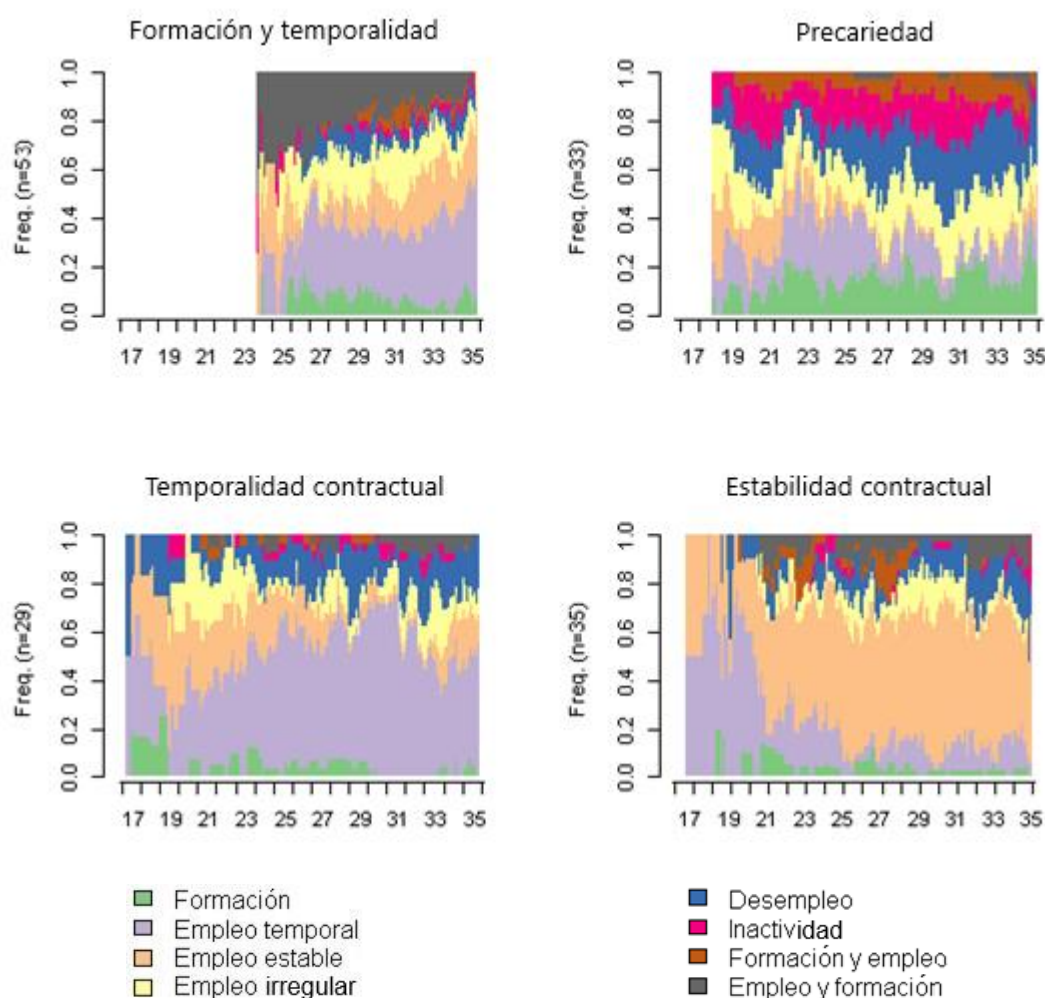 Formación y temporalidad
Freq. (n=53)
0.0 0.2 0.4 0.6 0.8 1.0
17 19 21 23 25 27 29 31 33 35
Precariedad
Freq. (n=33)
0.0 0.2 0.4 0.6 0.8 1.0
17 19 21 23 25 27 29 31 33 35
Temporalidad contractual
Freq. (n=29)
0.0 0.2 0.4 0.6 0.8 1.0
17 19 21 23 25 27 29 31 33 35
Estabilidad contractual
Freq. (n=35)
0.0 0.2 0.4 0.6 0.8 1.0
17 19 21 23 25 27 29 31 33 35
Formación
Empleo temporal
Empleo estable
Empleo irregular
Desempleo
Inactividad
Formación y empleo
Empleo y formación